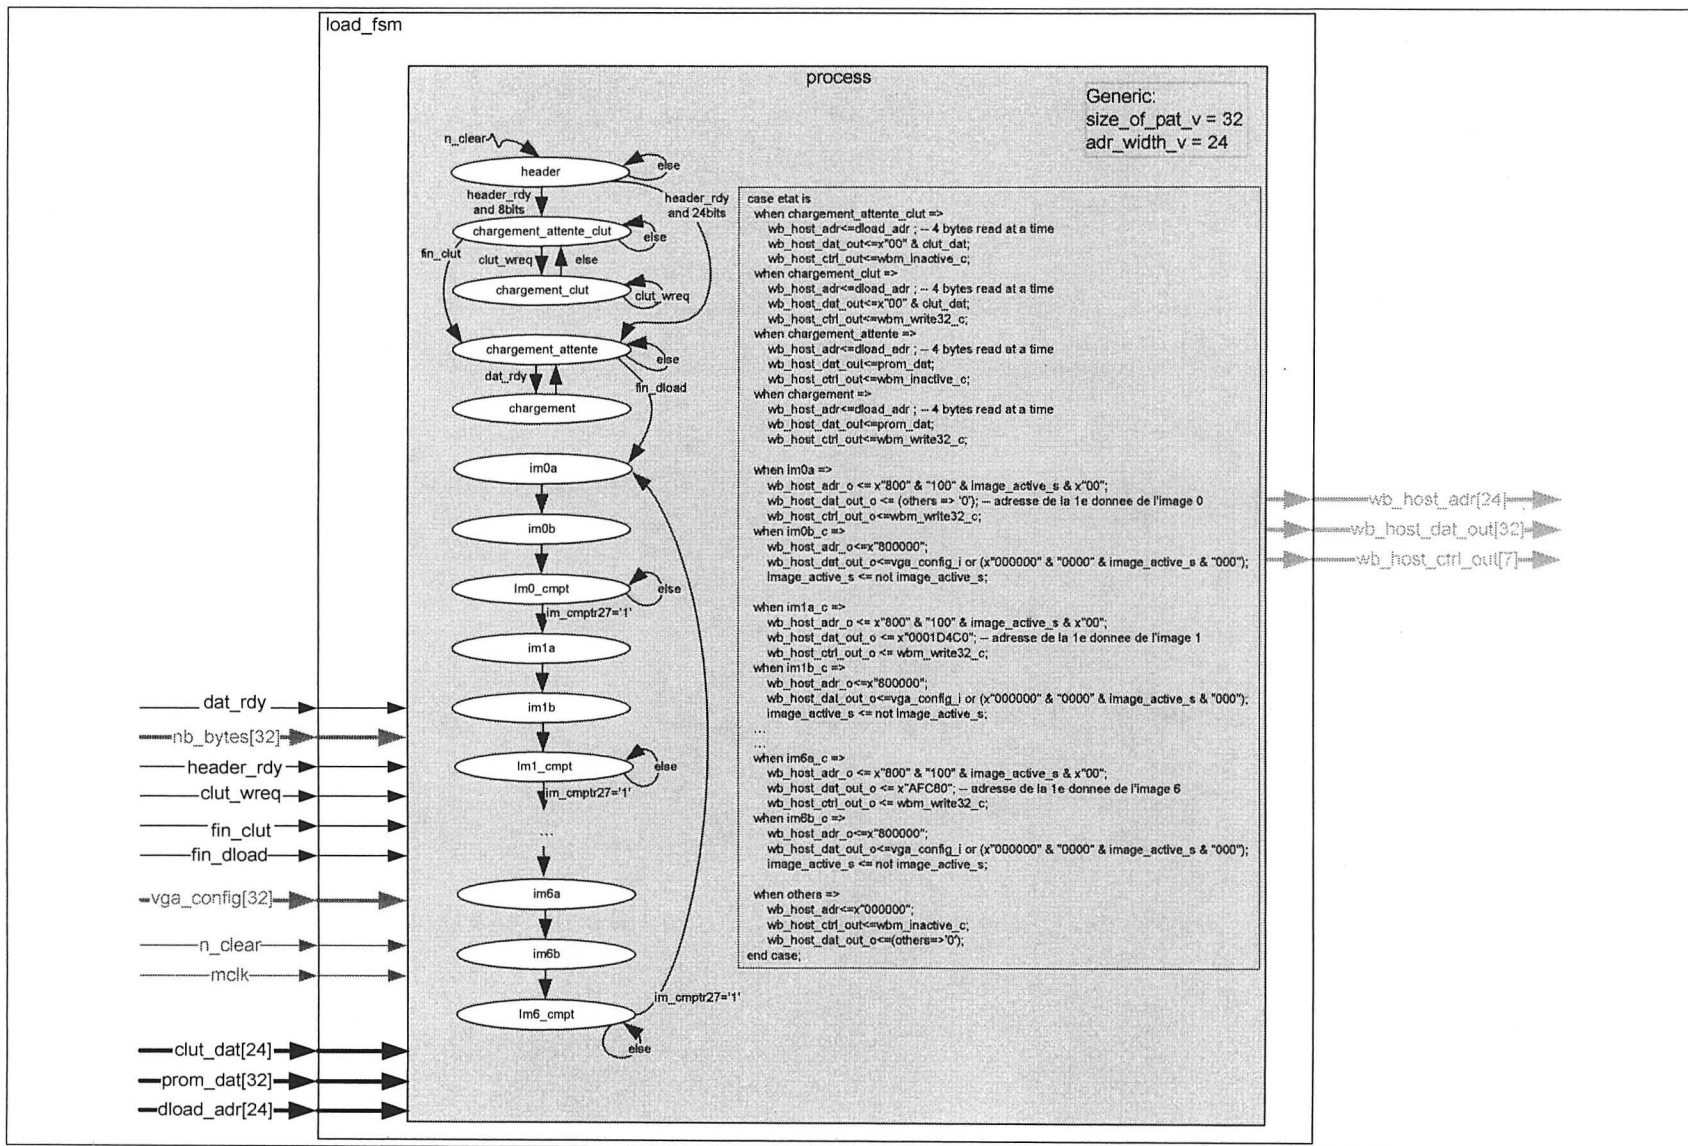 load_fsm
process
Generic:
size_of_pat_v = 32
adr_width_v = 24
n_clear
header
else
header_rdy
and 8bits
header_rdy
and 24bits
chargement_attente_clut
else
fin_clut
clut_wreq
else
chargement_clut
clut_wreq
chargement_attente
else
dat_rdy
fin_dload
chargement
im0a
im0b
Im0_cmpt
else
im_cmptr27='1'
im1a
im1b
Im1_cmpt
else
im_cmptr27='1'
...
im6a
im6b
im_cmptr27='1'
Im6_cmpt
else
case etat is
when chargement_attente_clut =>
wb_host_adr<=dload_adr ; -- 4 bytes read at a time
wb_host_dat_out<=x"00" & clut_dat;
wb_host_ctrl_out<=wbm_inactive_c;
when chargement_clut =>
wb_host_adr<=dload_adr ; -- 4 bytes read at a time
wb_host_dat_out<=x"00" & clut_dat;
wb_host_ctrl_out<=wbm_write32_c;
when chargement_attente =>
wb_host_adr<=dload_adr ; -- 4 bytes read at a time
wb_host_dat_out<=prom_dat;
wb_host_ctrl_out<=wbm_inactive_c;
when chargement =>
wb_host_adr<=dload_adr ; -- 4 bytes read at a time
wb_host_dat_out<=prom_dat;
wb_host_ctrl_out<=wbm_write32_c;
when im0a =>
wb_host_adr_o <= x"800" & "100" & image_active_s & x"00";
wb_host_dat_out_o <= (others => '0'); -- adresse de la 1e donnee de l'image 0
wb_host_ctrl_out_o<=wbm_write32_c;
when im0b_c =>
wb_host_adr_o<=x"800000";
wb_host_dat_out_o<=vga_config_i or (x"000000" & "0000" & image_active_s & "000");
image_active_s <= not image_active_s;
when im1a_c =>
wb_host_adr_o <= x"800" & "100" & image_active_s & x"00";
wb_host_dat_out_o <= x"0001D4C0"; -- adresse de la 1e donnee de l'image 1
wb_host_ctrl_out_o <= wbm_write32_c;
when im1b_c =>
wb_host_adr_o<=x"800000";
wb_host_dat_out_o<=vga_config_i or (x"000000" & "0000" & image_active_s & "000");
image_active_s <= not image_active_s;
...
...
when im6a_c =>
wb_host_adr_o <= x"800" & "100" & image_active_s & x"00";
wb_host_dat_out_o <= x"AFC80"; -- adresse de la 1e donnee de l'image 6
wb_host_ctrl_out_o <= wbm_write32_c;
when im6b_c =>
wb_host_adr_o<=x"800000";
wb_host_dat_out_o<=vga_config_i or (x"000000" & "0000" & image_active_s & "000");
image_active_s <= not image_active_s;
when others =>
wb_host_adr<=x"000000";
wb_host_ctrl_out<=wbm_inactive_c;
wb_host_dat_out_o<=(others=>'0');
end case;
dat_rdy
nb_bytes[32]
header_rdy
clut_wreq
fin_clut
fin_dload
vga_config[32]
n_clear
mclk
clut_dat[24]
prom_dat[32]
dload_adr[24]
wb_host_adr[24]
wb_host_dat_out[32]
wb_host_ctrl_out[7]